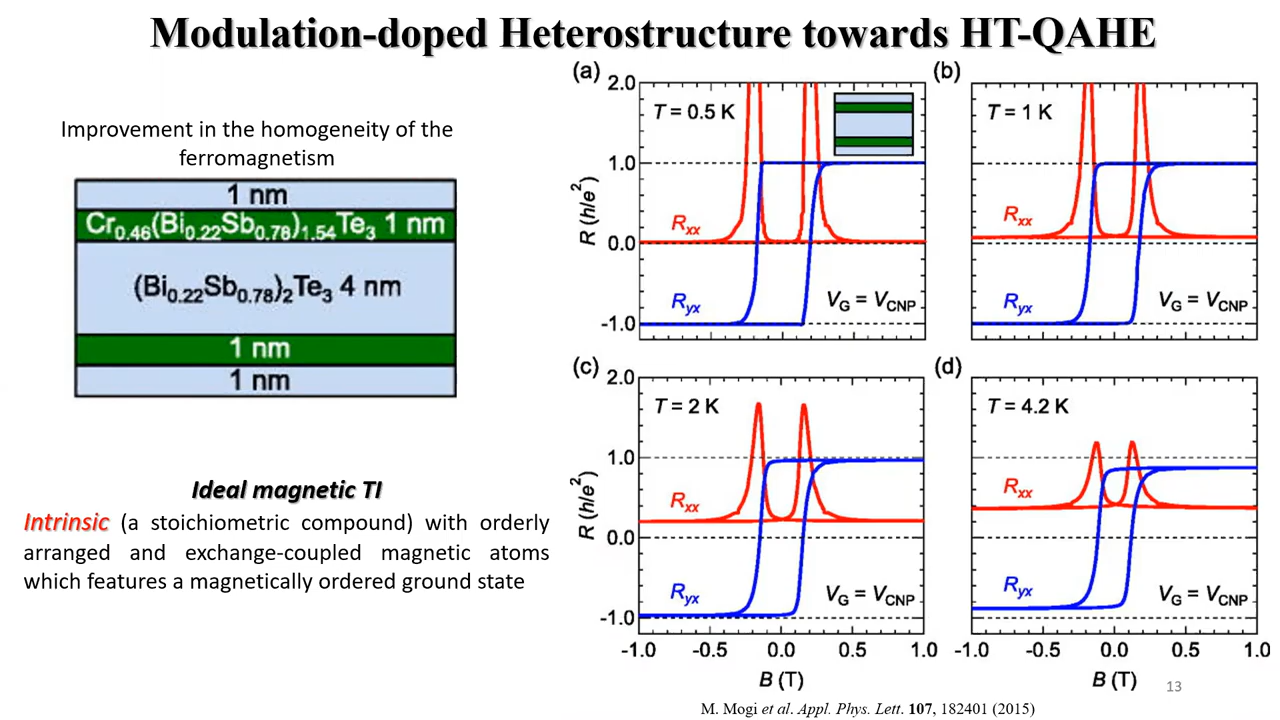 Modulation-doped Heterostructure towards HT-QAHE
Improvement in the homogeneity of the
ferromagnetism
1 nm
Cr0.46(Bi0.22Sb0.78)1.54Te3 1 nm
(Bi0.22Sb0.78)2Te3 4 nm
1 nm
1 nm
Ideal magnetic TI
Intrinsic (a stoichiometric compound) with orderly
arranged and exchange-coupled magnetic atoms
which features a magnetically ordered ground state
(a)
2.0
1.0
0.0
-1.0
R (h/e²)
T = 0.5 K
Rxx
Ryx
VG = VCNP
(b)
T = 1 K
Rxx
Ryx
VG = VCNP
(c)
2.0
1.0
0.0
-1.0
R (h/e²)
T = 2 K
Rxx
Ryx
VG = VCNP
-1.0 -0.5 0.0 0.5 1.0
B (T)
(d)
T = 4.2 K
Rxx
Ryx
VG = VCNP
-1.0 -0.5 0.0 0.5 1.0
B (T)
13
M. Mogi et al. Appl. Phys. Lett. 107, 182401 (2015)